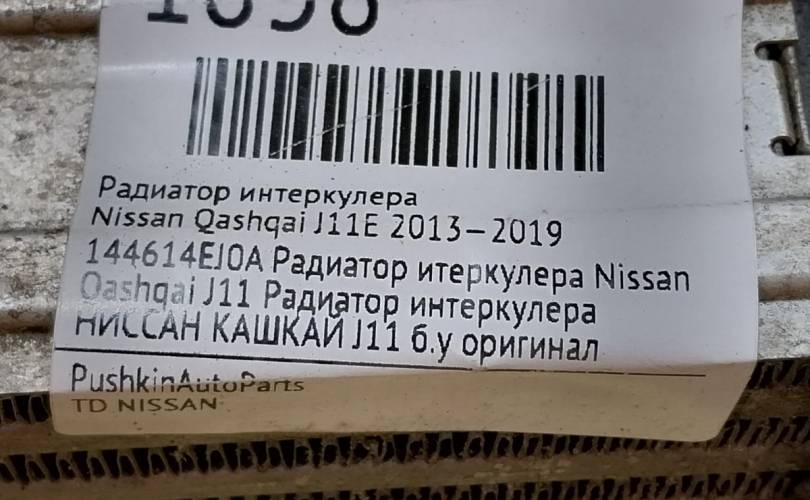 Радиатор интеркулера
Nissan Qashqai J11E 2013-2019
144614EJ0A Радиатор итеркулера Nissan
Qashqai J11 Радиатор интеркулера
НИССАН КАШКАЙ J11 б.у оригинал
PushkinAutoParts
TD NISSAN